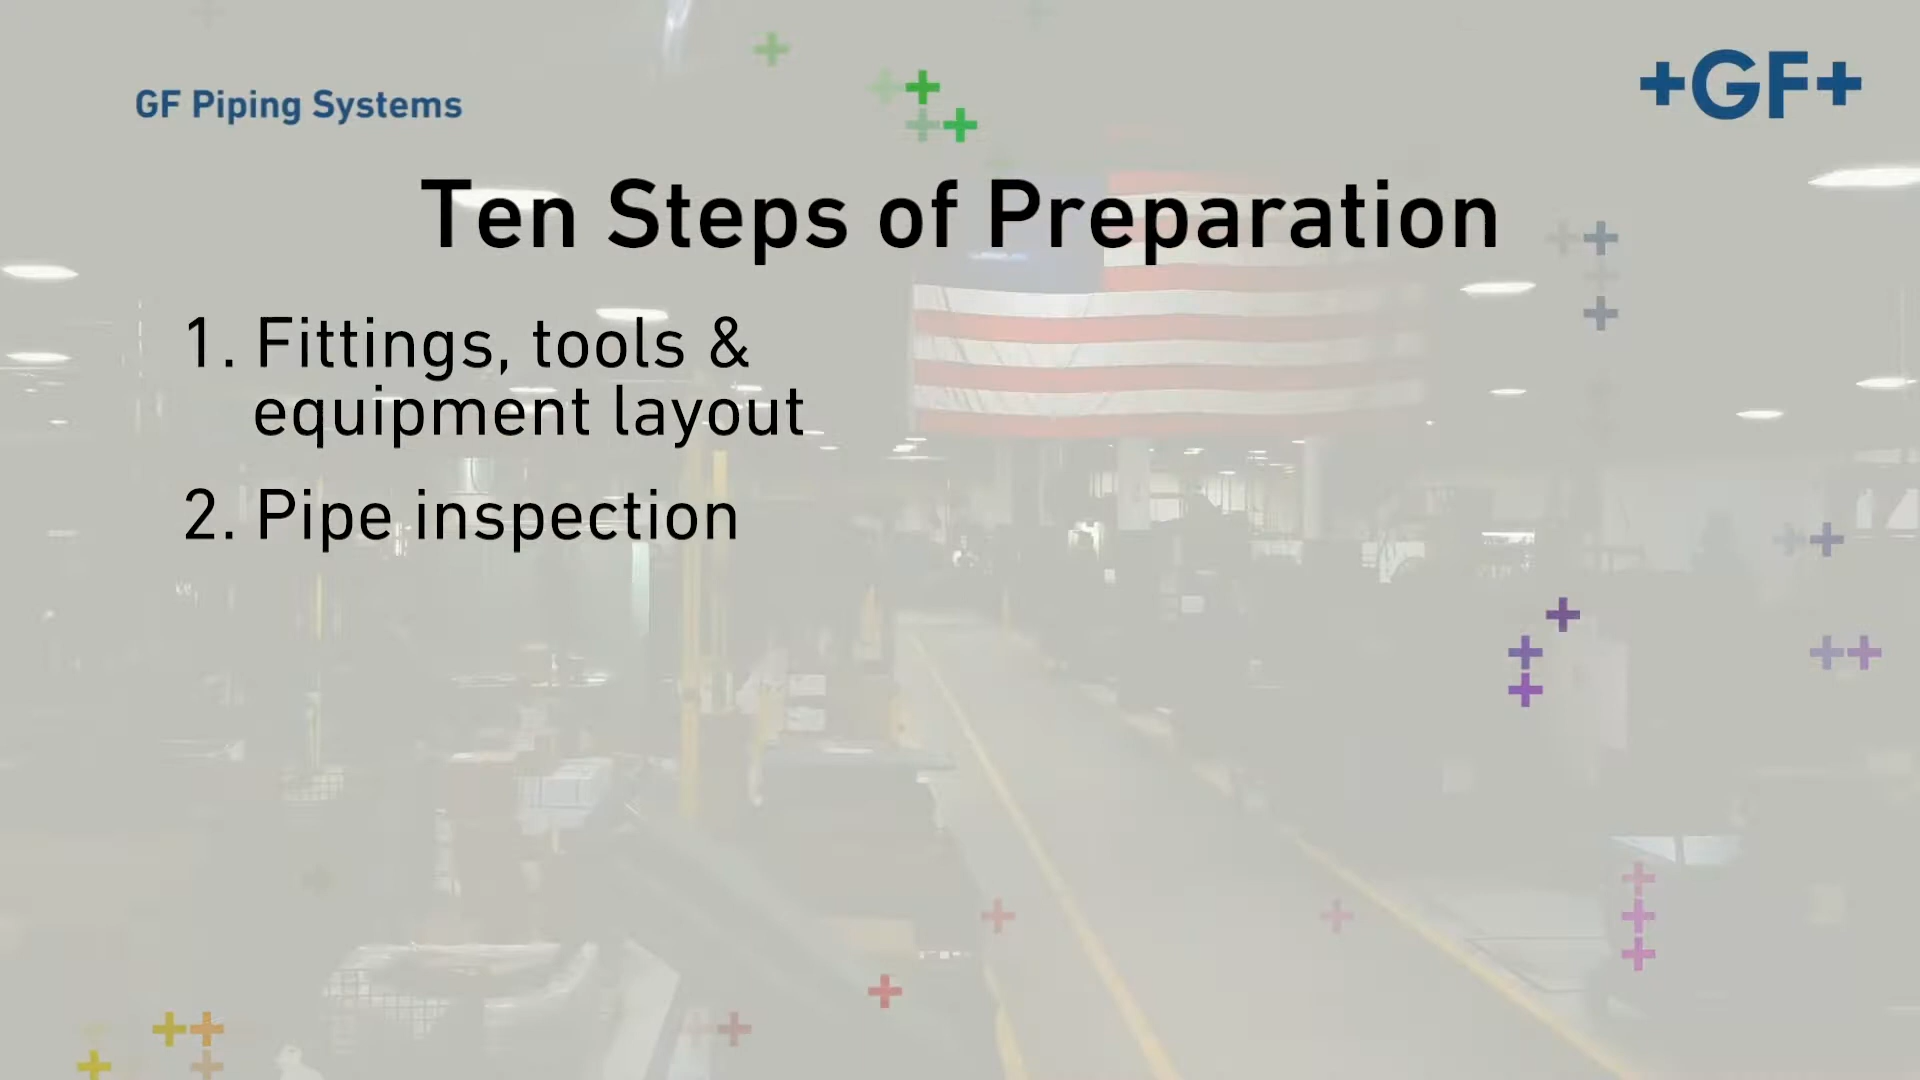 GF Piping Systems
+GF+
Ten Steps of Preparation
1. Fittings, tools &
equipment layout
2. Pipe inspection